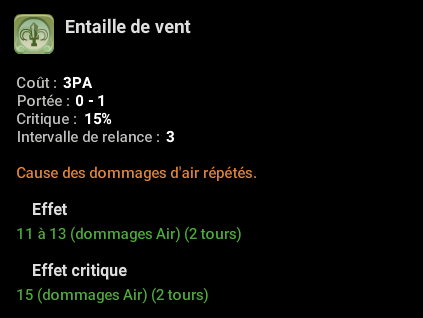 Entaille de vent
Coût : 3PA
Portée : 0 - 1
Critique : 15%
Intervalle de relance : 3
Cause des dommages d'air répétés.
Effet
11 à 13 (dommages Air) (2 tours)
Effet critique
15 (dommages Air) (2 tours)